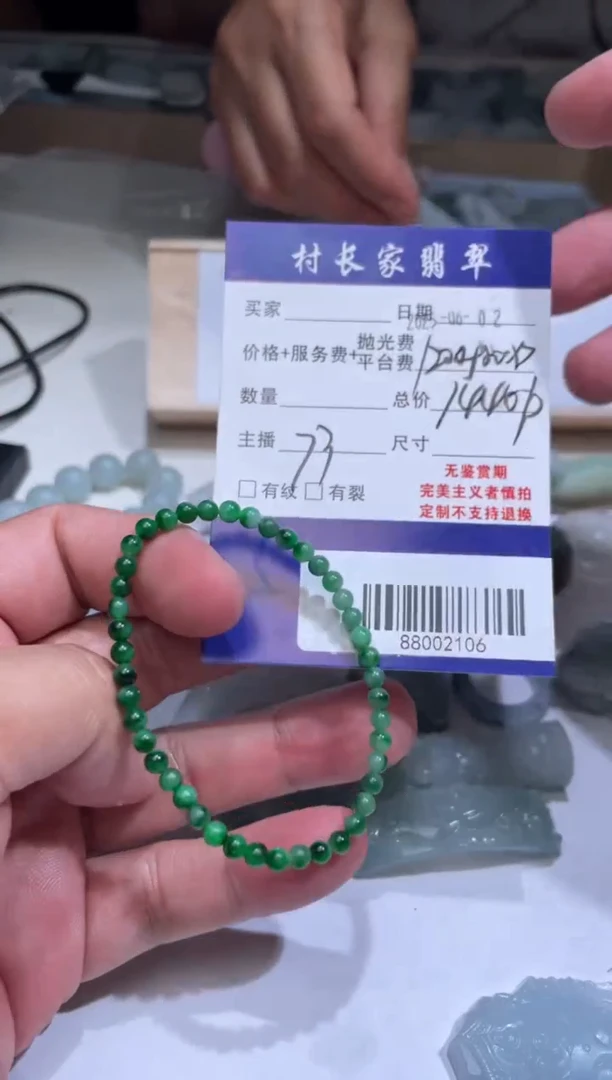 村长家翡翠
买家 日期 2023-06-02
价格+服务费+抛光费平台费
数量 总价
主播 73 尺寸
□有纹 □有裂
无鉴赏期
完美主义者慎拍
定制不支持退换
88002106